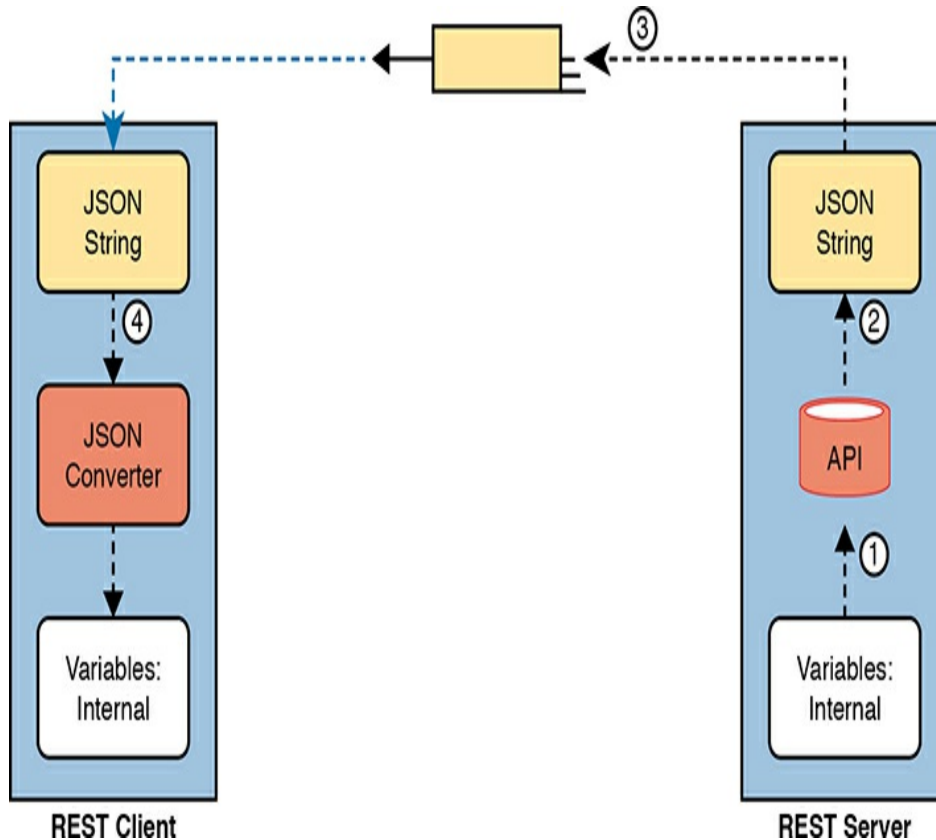 ③
JSON
String
④
JSON
Converter
Variables:
Internal
REST Client
JSON
String
②
API
①
Variables:
Internal
REST Server